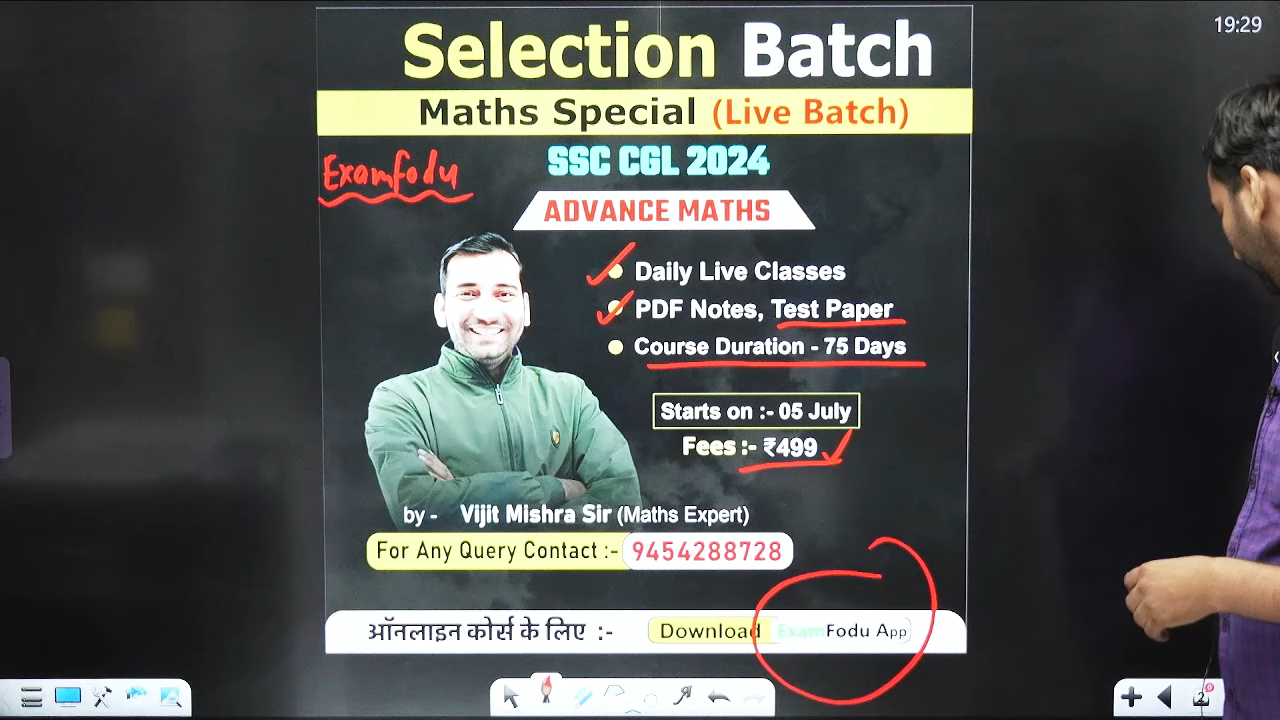 19:29
Selection Batch
Maths Special (Live Batch)
Examfodu
SSC CGL 2024
ADVANCE MATHS
Daily Live Classes
PDF Notes, Test Paper
Course Duration - 75 Days
Starts on :- 05 July
Fees :- ₹499
by - Vijit Mishra Sir (Maths Expert)
For Any Query Contact :- 9454288728
ऑनलाइन कोर्स के लिए :- Download ExamFodu App
2